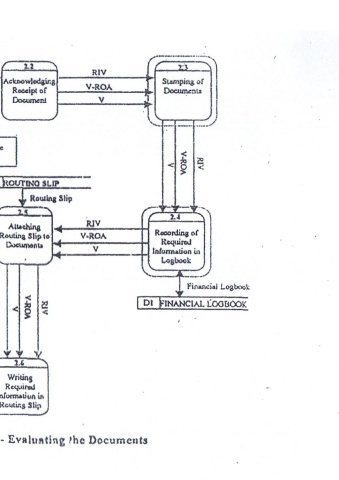 2.2
Acknowledging
Receipt of
Document
RIV
V-ROA
V
2.3
Stamping of
Documents
V
V-ROA
RIV
e
ROUTING SLIP
Routing Slip
2.5
Attaching
Routing Slip to
Documents
RIV
V-ROA
V
2.4
Recording of
Required
Information in
Logbook
Financial Logbook
D1 FINANCIAL LOGBOOK
V
V-ROA
RIV
2.6
Writing
Required
nformation in
Routing Slip
- Evaluating the Documents